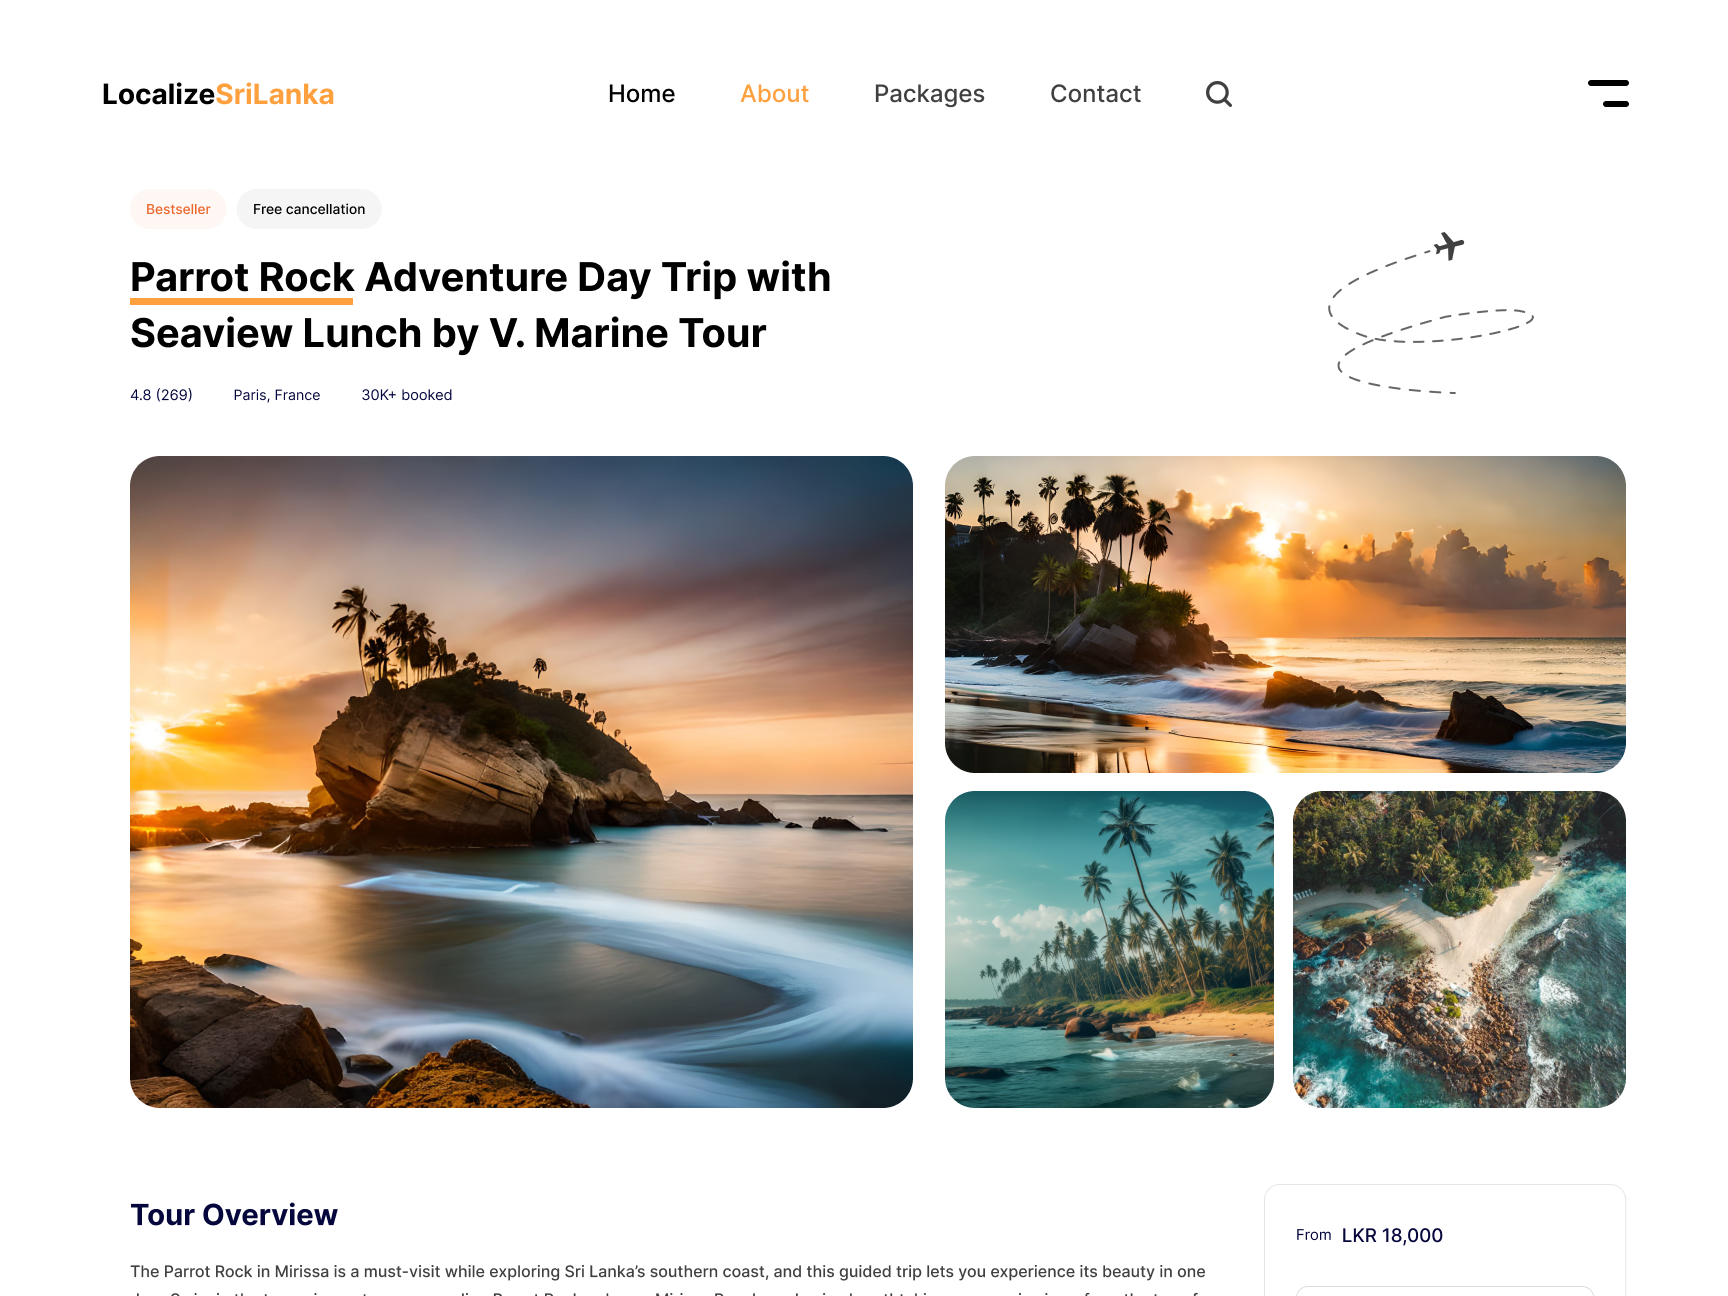 LocalizeSriLanka
Home About Packages Contact
Bestseller Free cancellation
Parrot Rock Adventure Day Trip with
Seaview Lunch by V. Marine Tour
4.8 (269) Paris, France 30K+ booked
Tour Overview
From LKR 18,000
The Parrot Rock in Mirissa is a must-visit while exploring Sri Lanka’s southern coast, and this guided trip lets you experience its beauty in one